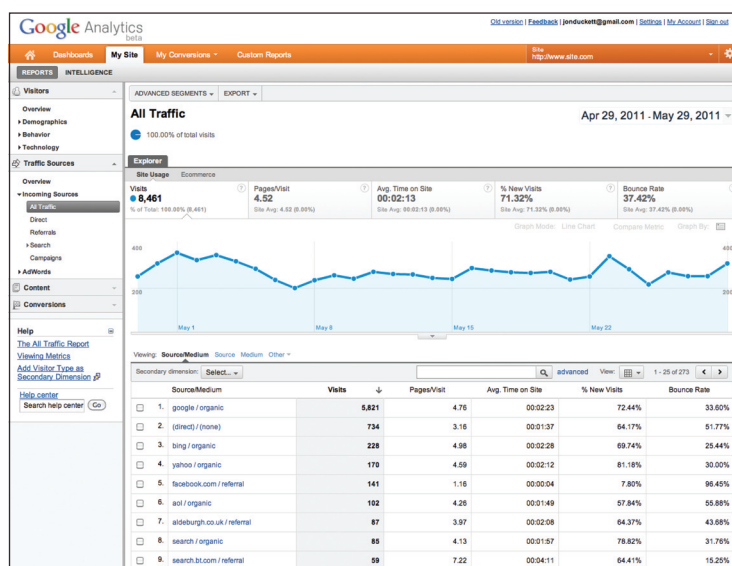 Google Analytics
beta
Old version | Feedback | jonduckett@gmail.com | Settings | My Account | Sign out
Dashboards My Site My Conversions Custom Reports
Site
http://www.site.com
REPORTS INTELLIGENCE
Visitors
Overview
Demographics
Behavior
Technology
Traffic Sources
Overview
Incoming Sources
All Traffic
Direct
Referrals
Search
Campaigns
AdWords
Content
Conversions
Help
The All Traffic Report
Viewing Metrics
Add Visitor Type as
Secondary Dimension
Help center
Search help center Go
ADVANCED SEGMENTS EXPORT
All Traffic
Apr 29, 2011 - May 29, 2011
100.00% of total visits
Explorer
Site Usage Ecommerce
Visits Pages/Visit Avg. Time on Site % New Visits Bounce Rate
8,461 4.52 00:02:13 71.32% 37.42%
% of Total: 100.00% (8,461) Site Avg: 4.52 (0.00%) Site Avg: 00:02:13 (0.00%) Site Avg: 71.32% (0.00%) Site Avg: 37.42% (0.00%)
Graph Mode: Line Chart Compare Metric Graph By:
400
200
May 1 May 8 May 15 May 22
Viewing: Source/Medium Source Medium Other
Secondary dimension: Select... advanced View: 1 - 25 of 273
Source/Medium Visits Pages/Visit Avg. Time on Site % New Visits Bounce Rate
1. google / organic 5,821 4.76 00:02:23 72.44% 33.60%
2. (direct) / (none) 734 3.16 00:01:37 64.17% 51.77%
3. bing / organic 228 4.98 00:02:28 69.74% 25.44%
4. yahoo / organic 170 4.59 00:02:12 81.18% 30.00%
5. facebook.com / referral 141 1.16 00:00:04 7.80% 96.45%
6. aol / organic 102 4.26 00:01:49 57.84% 55.88%
7. aldeburgh.co.uk / referral 87 3.97 00:02:08 64.37% 43.68%
8. search / organic 85 4.13 00:01:57 78.82% 31.76%
9. search.bt.com / referral 59 7.22 00:04:11 64.41% 15.25%